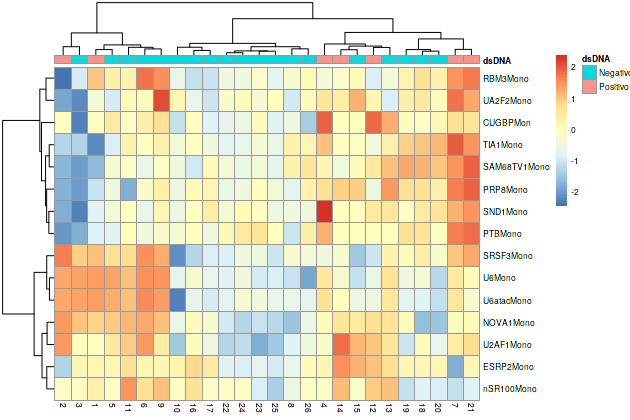 dsDNA
dsDNA
Negativo
Positivo
2
1
0
-1
-2
RBM3Mono
UA2F2Mono
CUGBPMon
TIA1Mono
SAM68TV1Mono
PRP8Mono
SND1Mono
PTBMono
SRSF3Mono
U6Mono
U6atacMono
NOVA1Mono
U2AF1Mono
ESRP2Mono
nSR100Mono
2 3 1 5 11 6 9 10 16 17 22 24 23 25 8 26 4 14 15 12 13 19 18 20 7 21